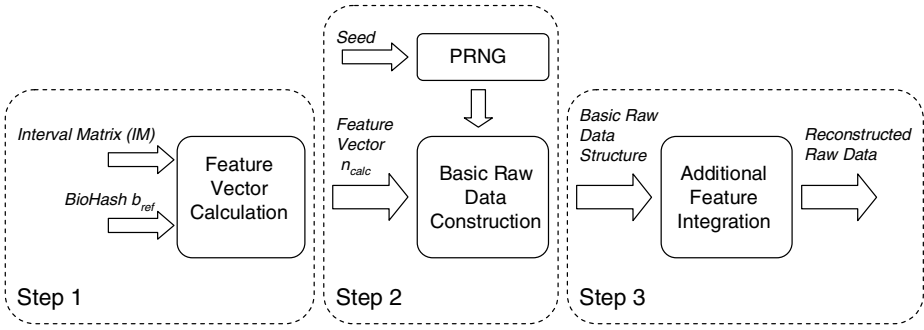 Interval Matrix (IM)
BioHash b_ref
Feature
Vector
Calculation
Step 1
Seed
PRNG
Feature
Vector
n_calc
Basic Raw
Data
Construction
Step 2
Basic Raw
Data
Structure
Additional
Feature
Integration
Reconstructed
Raw Data
Step 3